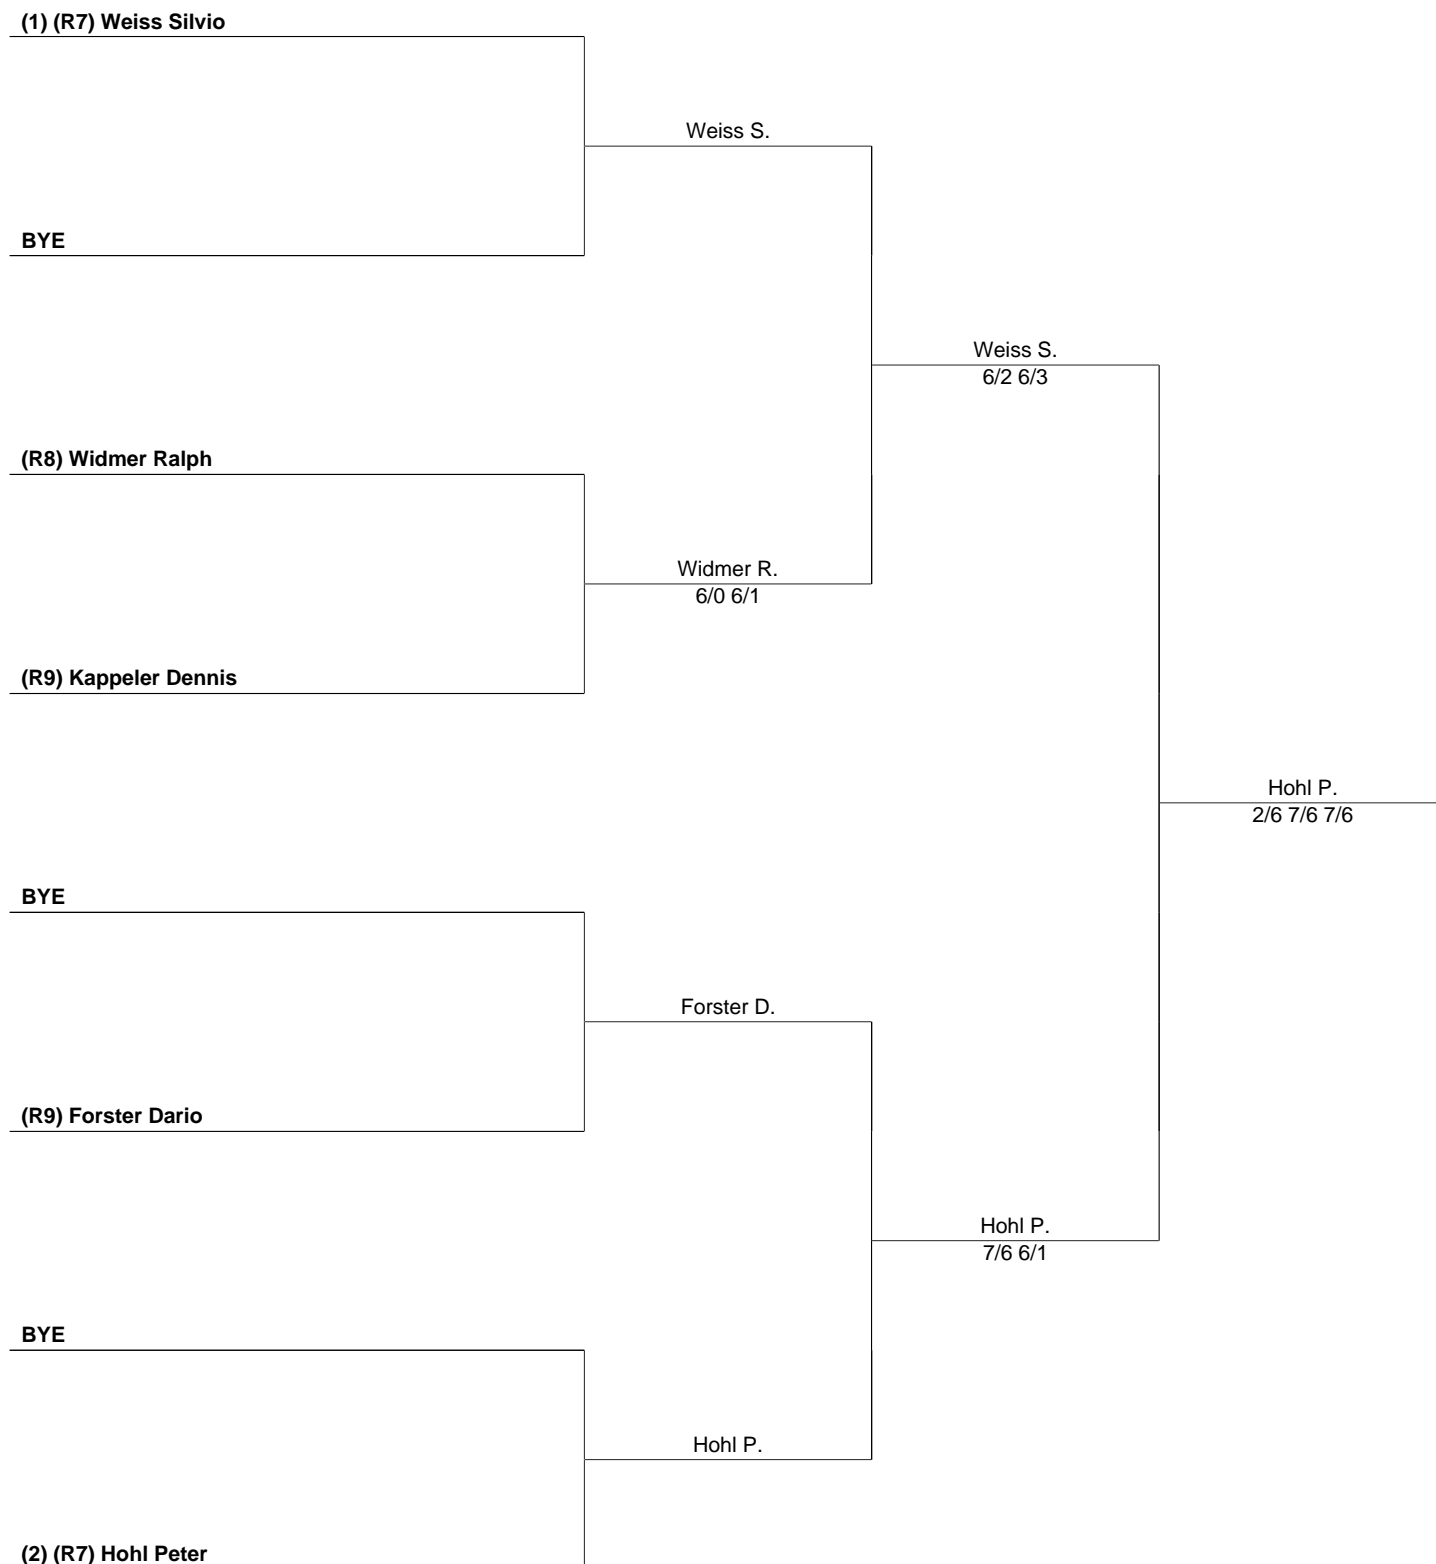 (1) (R7) Weiss Silvio
Weiss S.
BYE
Weiss S.
6/2 6/3
(R8) Widmer Ralph
Widmer R.
6/0 6/1
(R9) Kappeler Dennis
Hohl P.
2/6 7/6 7/6
BYE
Forster D.
(R9) Forster Dario
Hohl P.
7/6 6/1
BYE
Hohl P.
(2) (R7) Hohl Peter